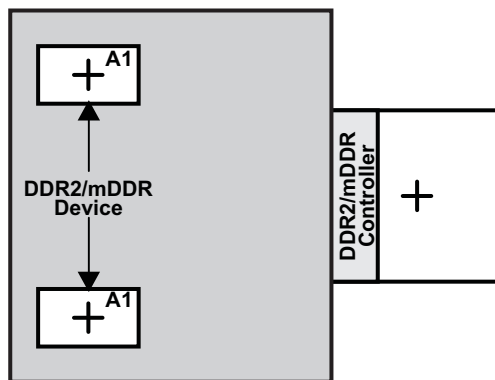 A1
DDR2/mDDR
Device
A1
DDR2/mDDR
Controller